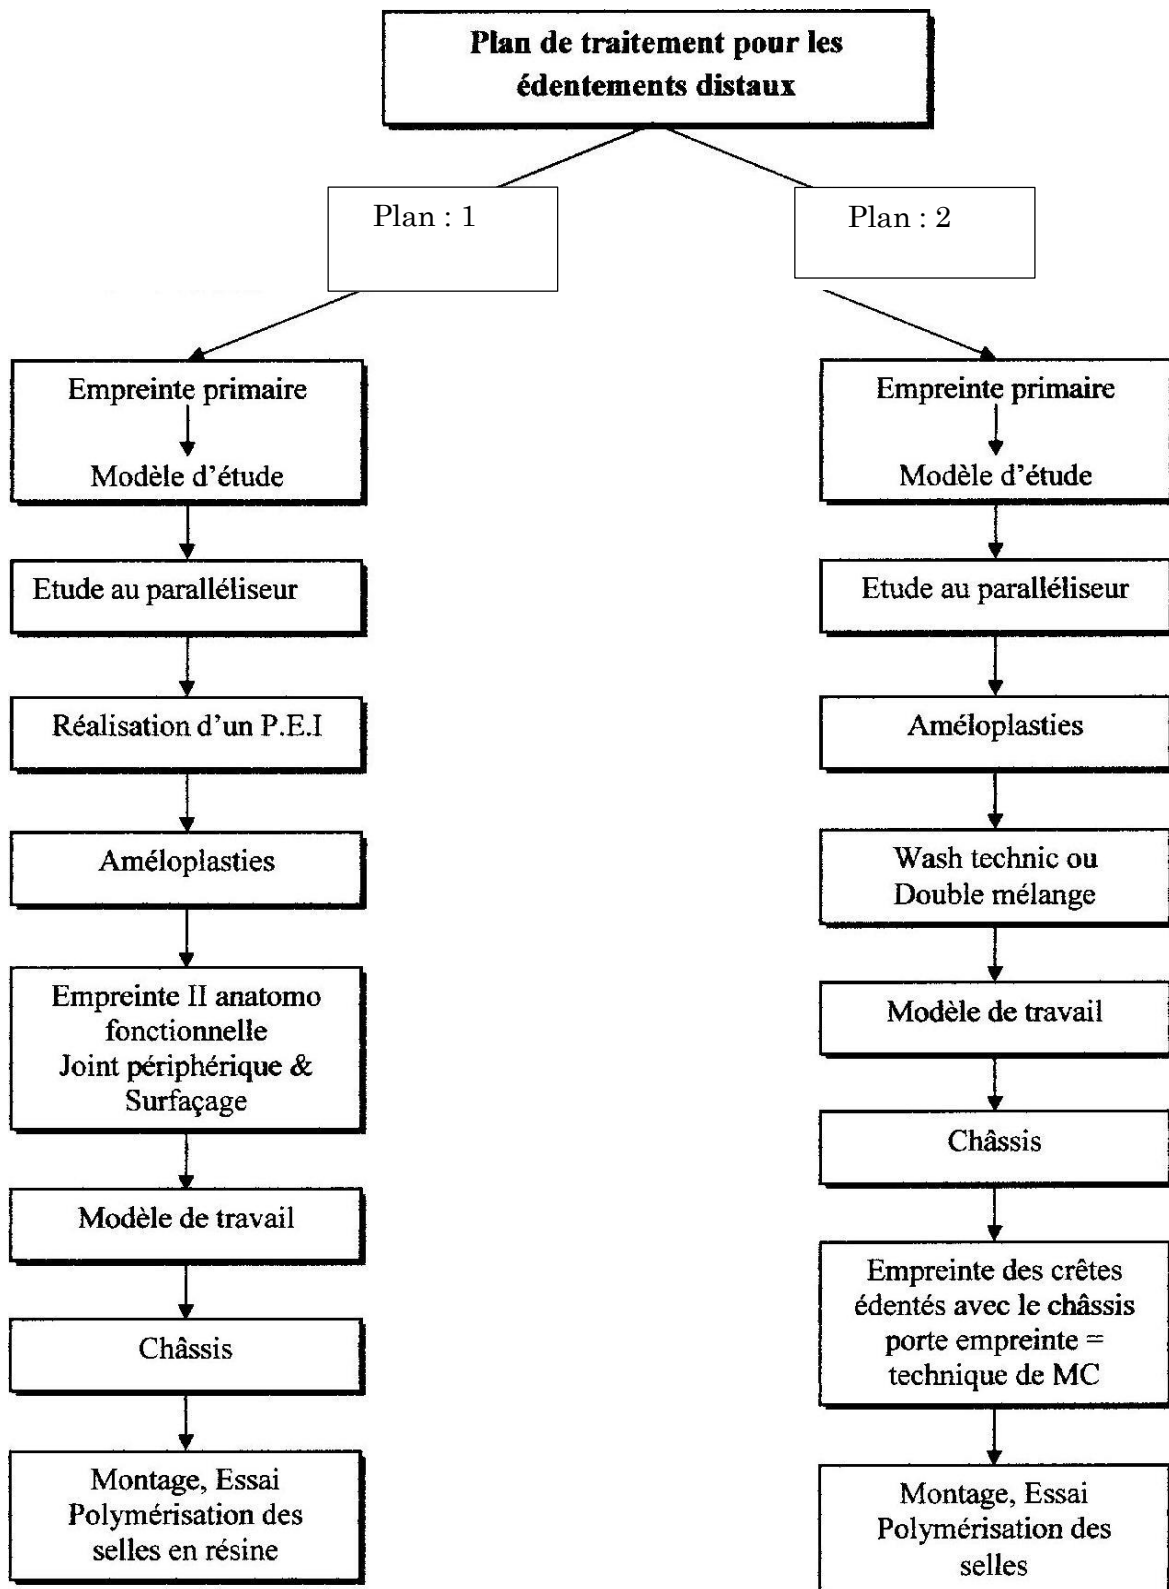 Plan de traitement pour les
édentements distaux
Plan : 1
Plan : 2
Empreinte primaire
Modèle d'étude
Etude au paralléliseur
Réalisation d'un P.E.I
Améloplasties
Empreinte II anatomo
fonctionnelle
Joint périphérique &
Surfaçage
Modèle de travail
Châssis
Montage, Essai
Polymérisation des
selles en résine
Empreinte primaire
Modèle d'étude
Etude au paralléliseur
Améloplasties
Wash technic ou
Double mélange
Modèle de travail
Châssis
Empreinte des crêtes
édentés avec le châssis
porte empreinte =
technique de MC
Montage, Essai
Polymérisation des
selles